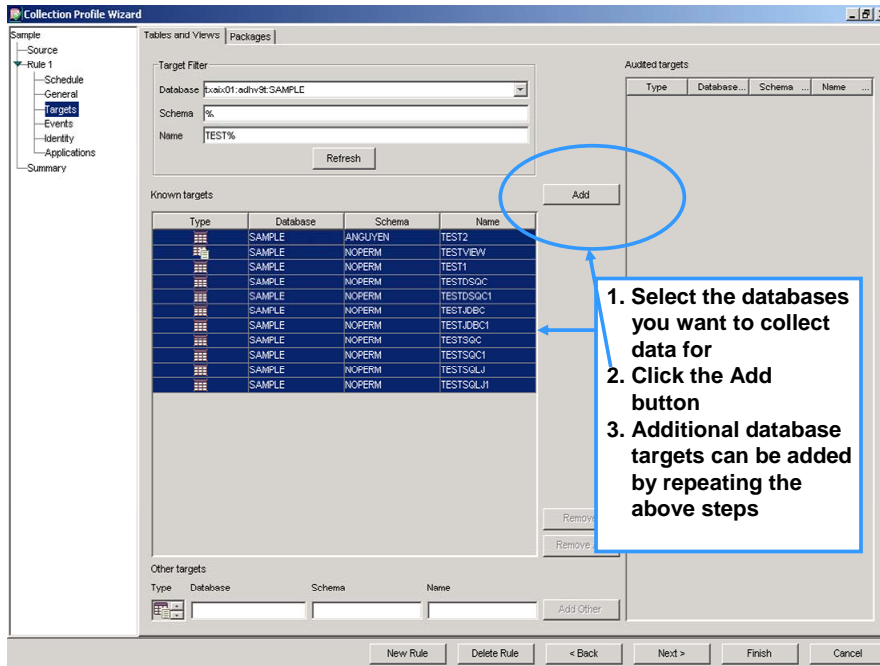 Collection Profile Wizard
Sample
Source
Rule 1
Schedule
General
Targets
Events
Identity
Applications
Summary
Tables and Views
Packages
Target Filter
Database txaix01:adhv9t:SAMPLE
Schema %
Name TEST%
Refresh
Known targets
Type Database Schema Name
SAMPLE ANGUYEN TEST2
SAMPLE NOPERM TESTVIEW
SAMPLE NOPERM TEST1
SAMPLE NOPERM TESTDSQC
SAMPLE NOPERM TESTDSQC1
SAMPLE NOPERM TESTJDBC
SAMPLE NOPERM TESTJDBC1
SAMPLE NOPERM TESTSQC
SAMPLE NOPERM TESTSQC1
SAMPLE NOPERM TESTSQLJ
SAMPLE NOPERM TESTSQLJ1
Add
Audited targets
Type Database... Schema ... Name ...
1. Select the databases
you want to collect
data for
2. Click the Add
button
3. Additional database
targets can be added
by repeating the
above steps
Remove
Remove
Other targets
Type Database Schema Name
Add Other
New Rule
Delete Rule
< Back
Next >
Finish
Cancel